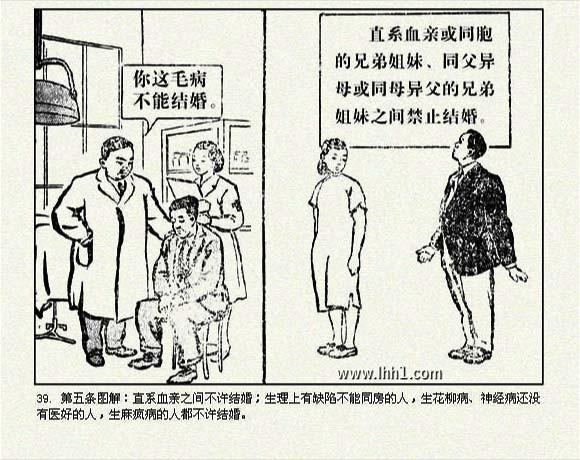 你这毛病
不能结婚。
直系血亲或同胞
的兄弟姐妹、同父异
母或同母异父的兄弟
姐妹之间禁止结婚。
www.lhh1.com
39. 第五条图解：直系血亲之间不许结婚；生理上有缺陷不能同房的人，生花柳病、神经病还没
有医好的人，生麻疯病的人都不许结婚。